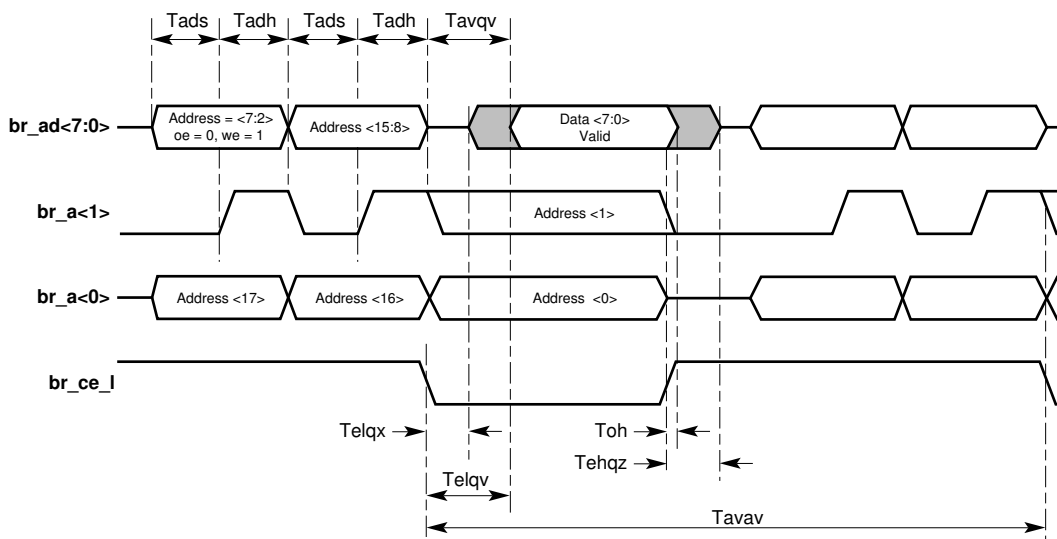 Tads Tadh Tads Tadh Tavqv
br_ad<7:0>
Address = <7:2>
oe = 0, we = 1
Address <15:8>
Data <7:0>
Valid
br_a<1>
Address <1>
br_a<0>
Address <17>
Address <16>
Address <0>
br_ce_l
Telqx
Toh
Tehqz
Telqv
Tavav